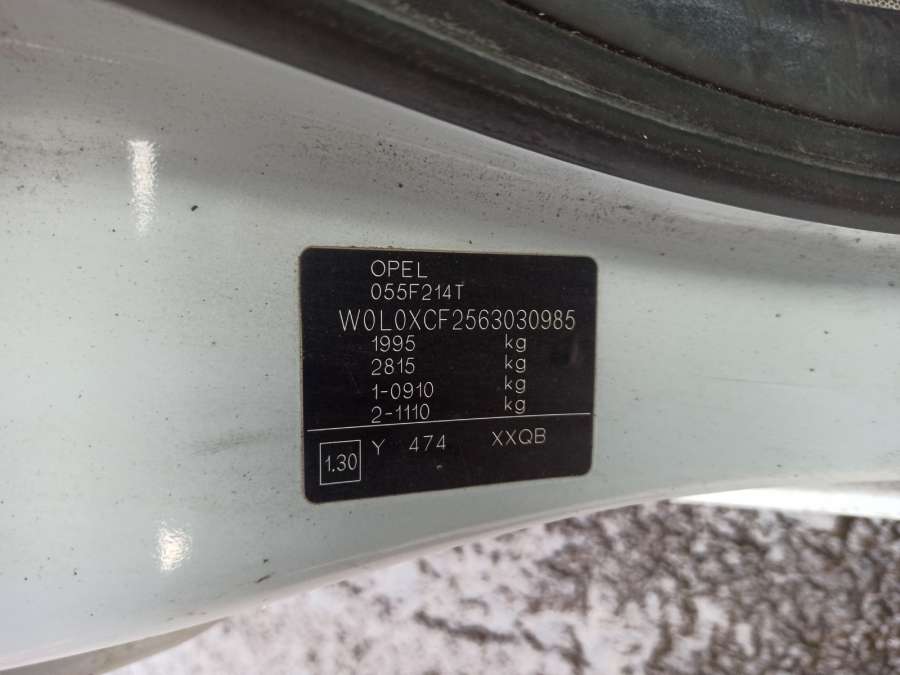 OPEL
055F214T
W0L0XCF2563030985
1995 kg
2815 kg
1-0910 kg
2-1110 kg
1.30 Y 474 XXQB